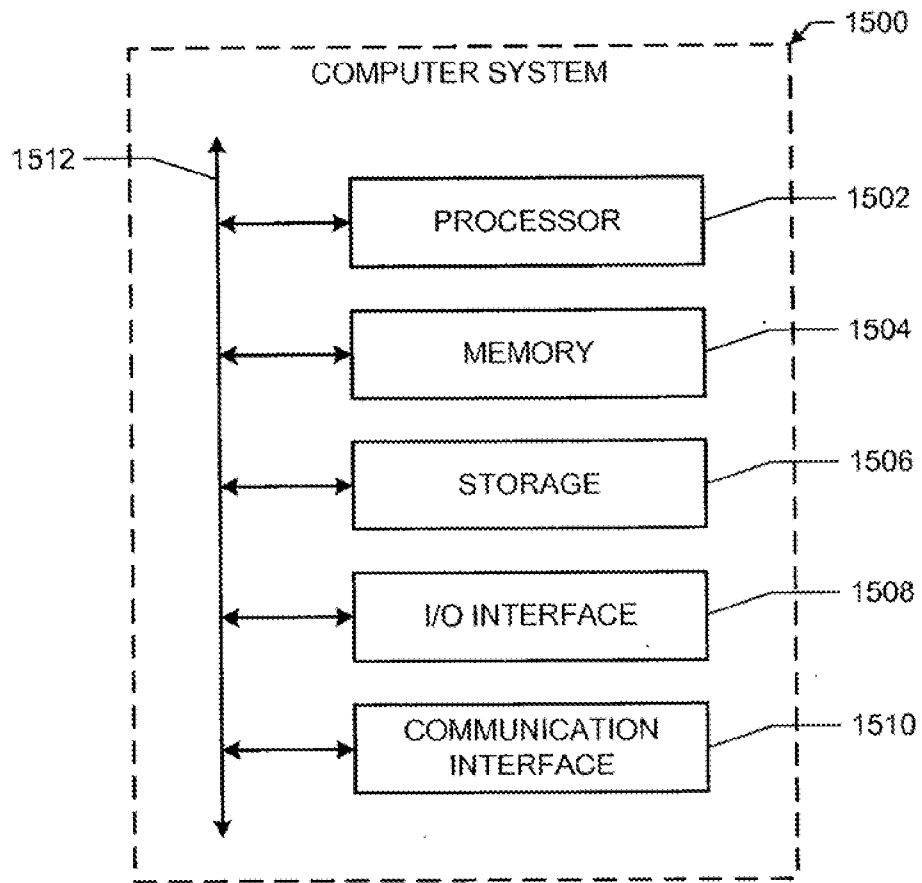 1500
COMPUTER SYSTEM
1512
PROCESSOR
1502
MEMORY
1504
STORAGE
1506
I/O INTERFACE
1508
COMMUNICATION
INTERFACE
1510